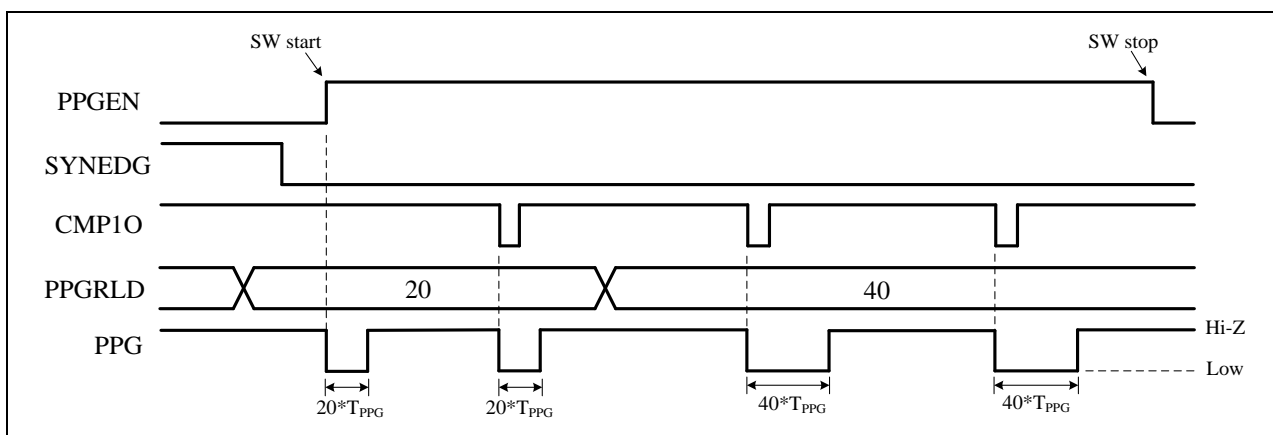 SW start
SW stop
PPGEN
SYNEDG
CMP1O
PPGRLD
20
40
PPG
Hi-Z
Low
20*TPPG
20*TPPG
40*TPPG
40*TPPG